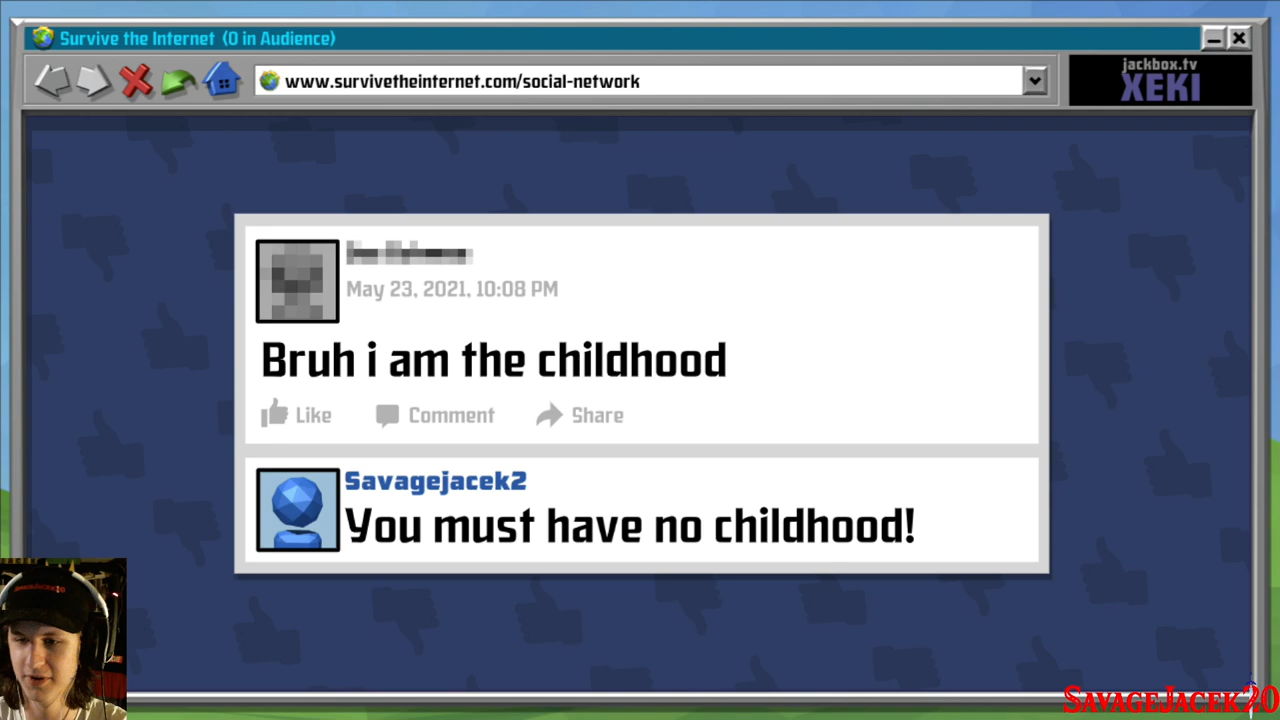 Survive the Internet (0 in Audience)
www.survivetheinternet.com/social-network
jackbox.tv
XEKI
May 23, 2021, 10:08 PM
Bruh i am the childhood
Like Comment Share
Savagejacek2
You must have no childhood!
SavageJacek20